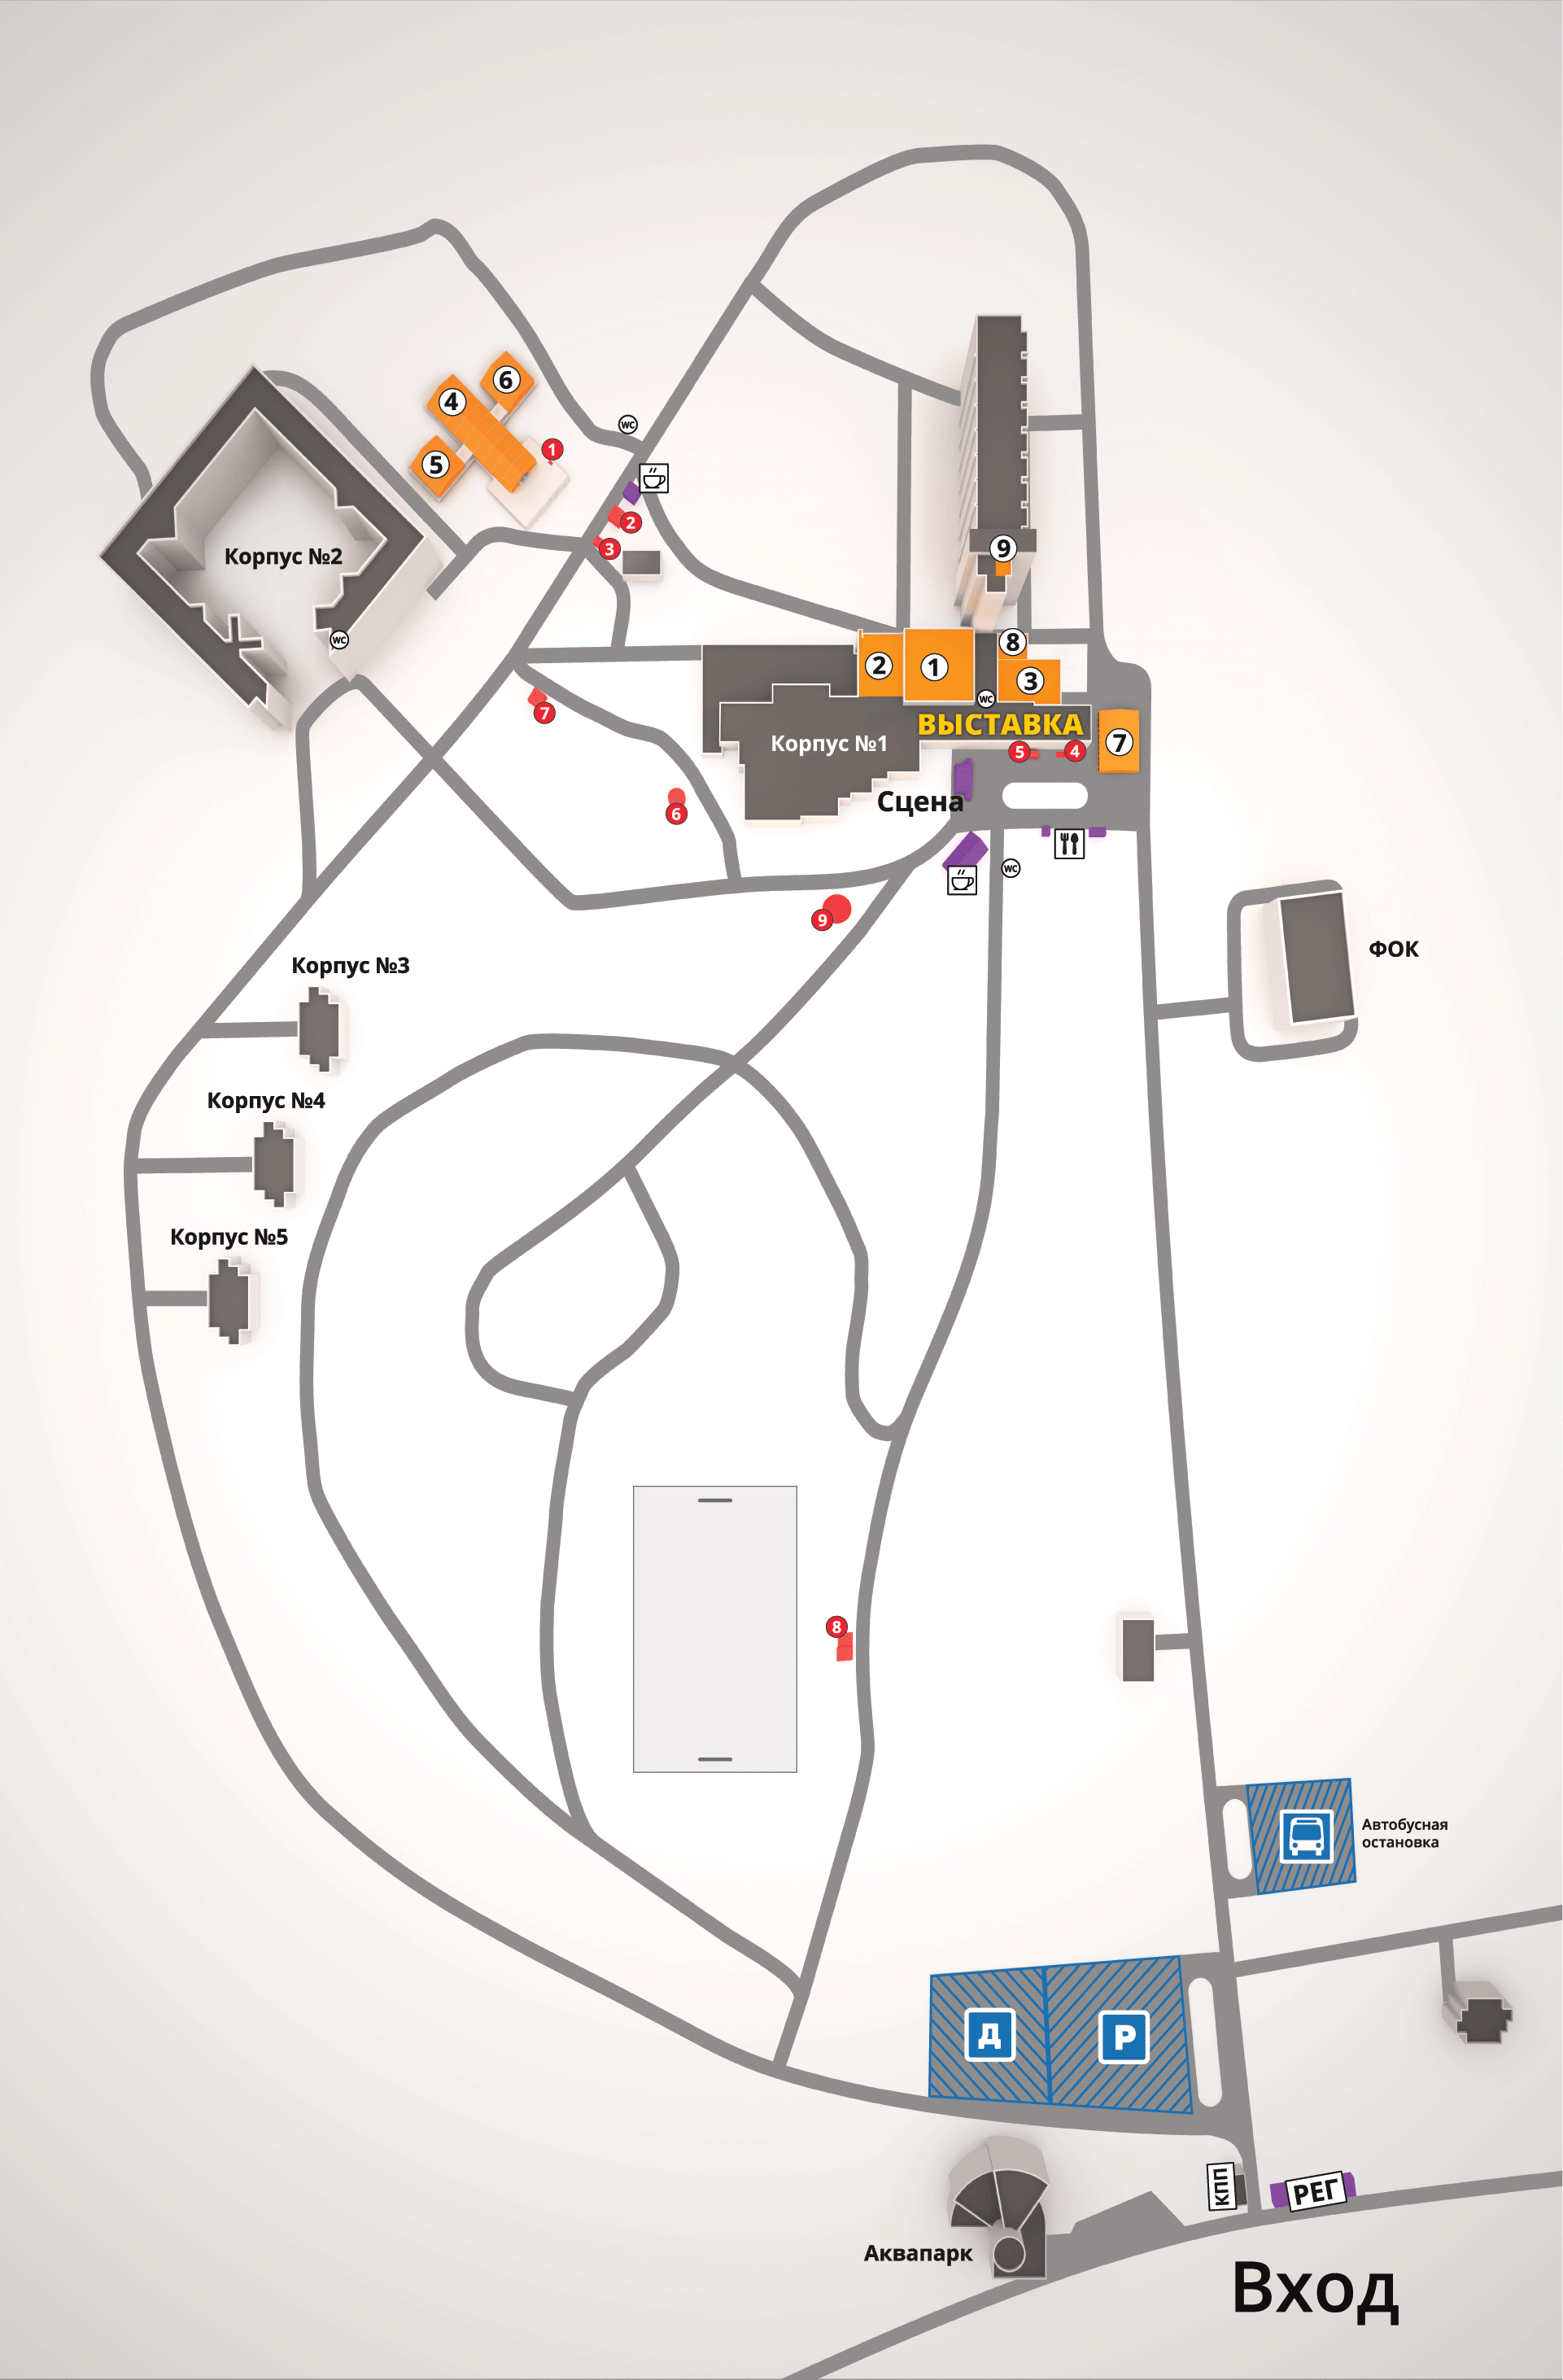 WC
6
4
1
5
2
3
Корпус №2
WC
9
8
2
1
3
WC
7
ВЫСТАВКА
7
Корпус №1
5
4
Сцена
6
WC
9
ФОК
Корпус №3
Корпус №4
Корпус №5
8
Автобусная
остановка
Д
P
КПП
РЕГ
Аквапарк
Вход